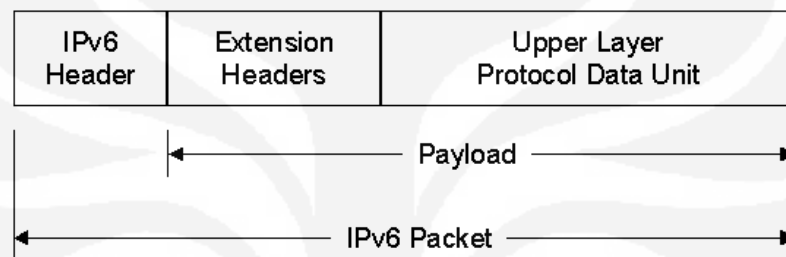 IPv6
Header
Extension
Headers
Upper Layer
Protocol Data Unit
Payload
IPv6 Packet